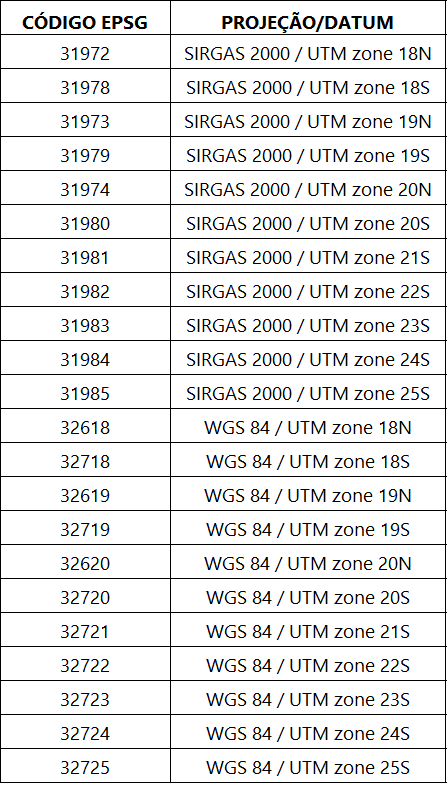 CÓDIGO EPSG PROJEÇÃO/DATUM
31972 SIRGAS 2000 / UTM zone 18N
31978 SIRGAS 2000 / UTM zone 18S
31973 SIRGAS 2000 / UTM zone 19N
31979 SIRGAS 2000 / UTM zone 19S
31974 SIRGAS 2000 / UTM zone 20N
31980 SIRGAS 2000 / UTM zone 20S
31981 SIRGAS 2000 / UTM zone 21S
31982 SIRGAS 2000 / UTM zone 22S
31983 SIRGAS 2000 / UTM zone 23S
31984 SIRGAS 2000 / UTM zone 24S
31985 SIRGAS 2000 / UTM zone 25S
32618 WGS 84 / UTM zone 18N
32718 WGS 84 / UTM zone 18S
32619 WGS 84 / UTM zone 19N
32719 WGS 84 / UTM zone 19S
32620 WGS 84 / UTM zone 20N
32720 WGS 84 / UTM zone 20S
32721 WGS 84 / UTM zone 21S
32722 WGS 84 / UTM zone 22S
32723 WGS 84 / UTM zone 23S
32724 WGS 84 / UTM zone 24S
32725 WGS 84 / UTM zone 25S